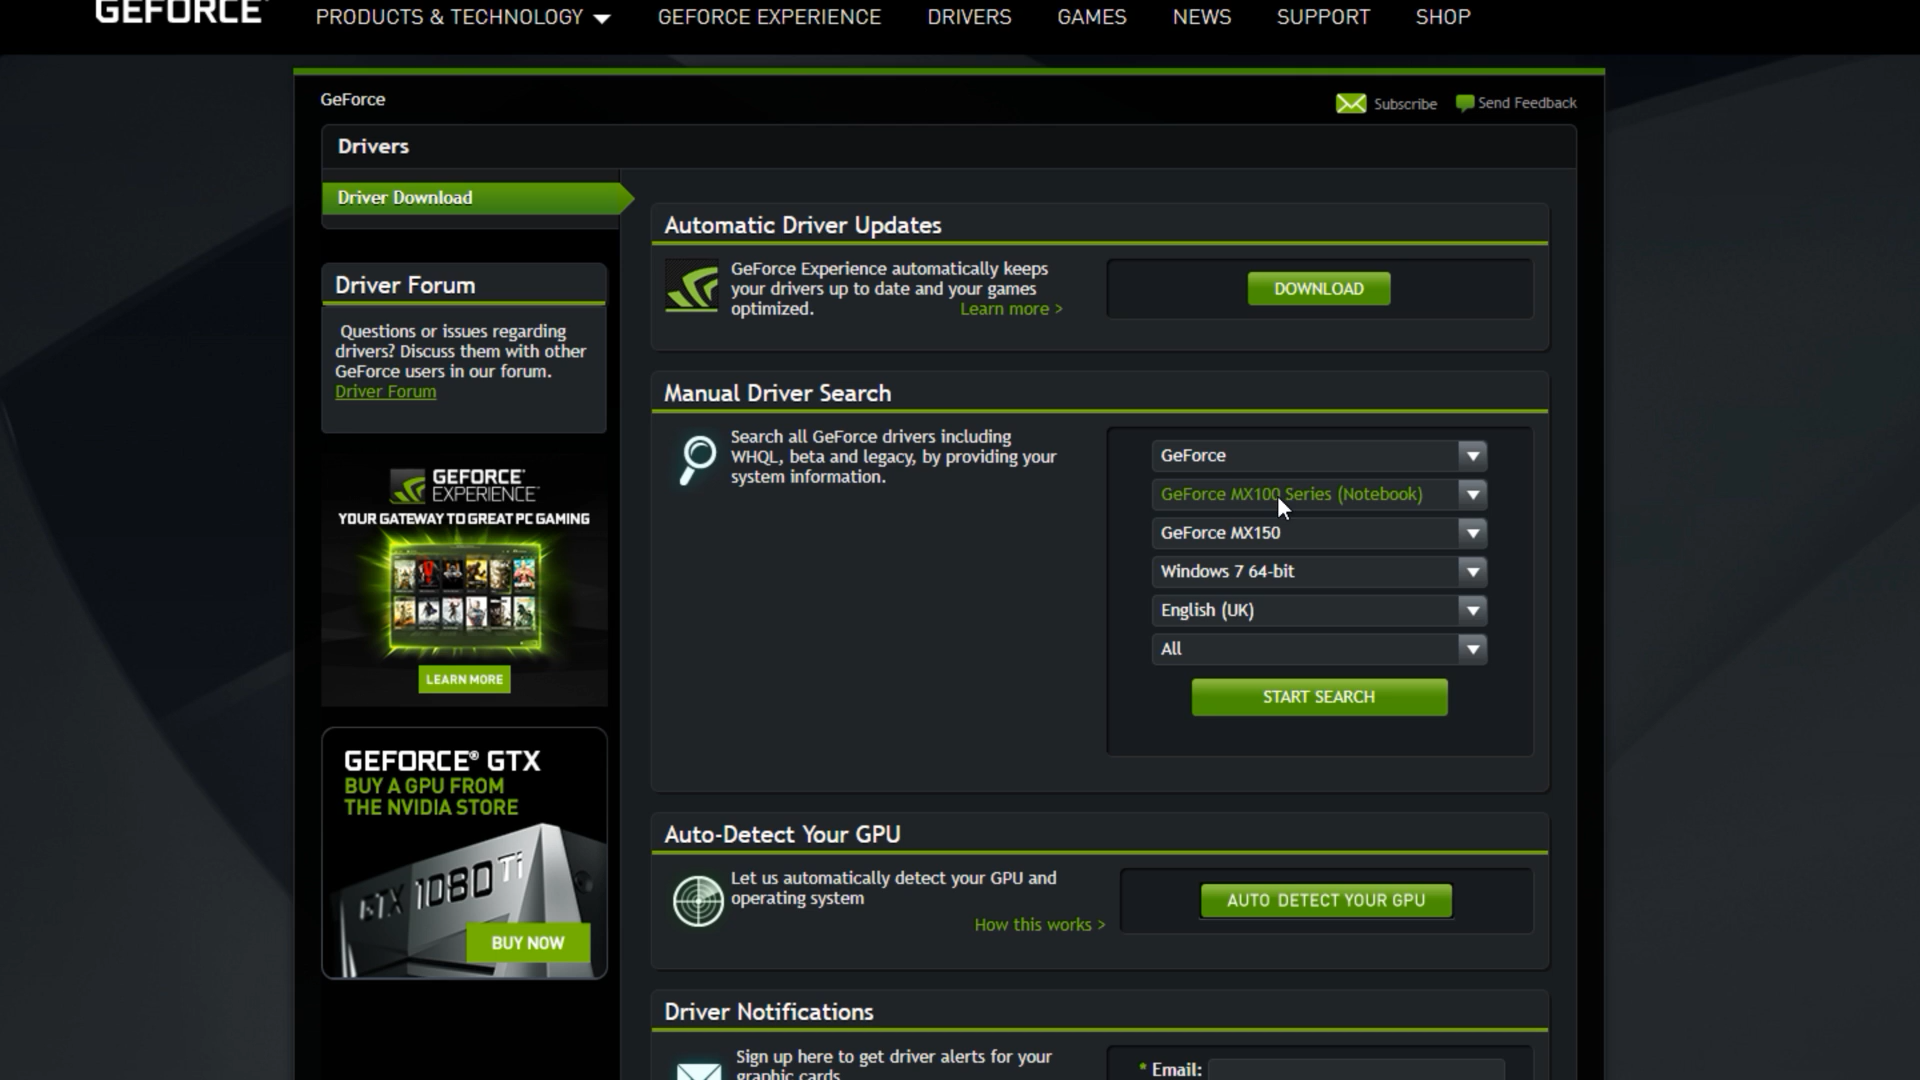 GEFORCE
PRODUCTS & TECHNOLOGY
GEFORCE EXPERIENCE
DRIVERS
GAMES
NEWS
SUPPORT
SHOP
GeForce
Subscribe
Send Feedback
Drivers
Driver Download
Driver Forum
Questions or issues regarding
drivers? Discuss them with other
GeForce users in our forum.
Driver Forum
GEFORCE
EXPERIENCE
YOUR GATEWAY TO GREAT PC GAMING
LEARN MORE
GEFORCE® GTX
BUY A GPU FROM
THE NVIDIA STORE
GTX 1080 Ti
BUY NOW
Automatic Driver Updates
GeForce Experience automatically keeps
your drivers up to date and your games
optimized.
Learn more >
DOWNLOAD
Manual Driver Search
Search all GeForce drivers including
WHQL, beta and legacy, by providing your
system information.
GeForce
GeForce MX100 Series (Notebook)
GeForce MX150
Windows 7 64-bit
English (UK)
All
START SEARCH
Auto-Detect Your GPU
Let us automatically detect your GPU and
operating system
How this works >
AUTO DETECT YOUR GPU
Driver Notifications
Sign up here to get driver alerts for your
graphic cards
* Email: